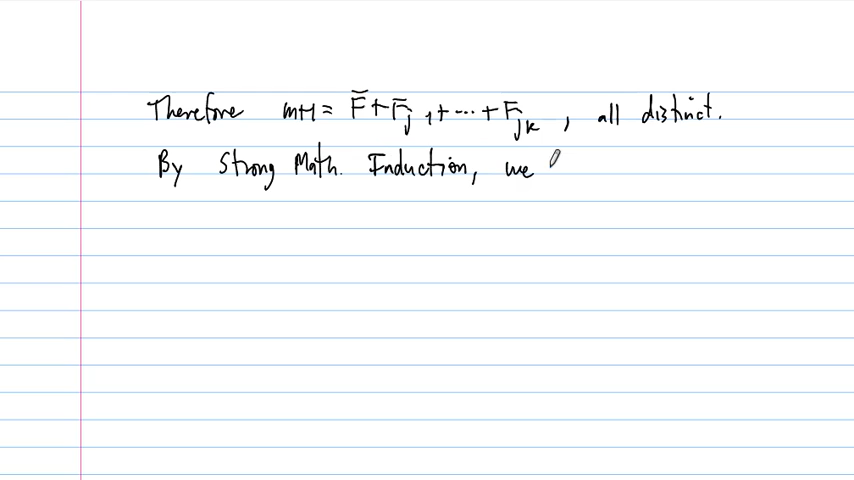 Therefore m+1 = F̄ + F_j1 + ... + F_jk, all distinct.
By Strong Math. Induction, we